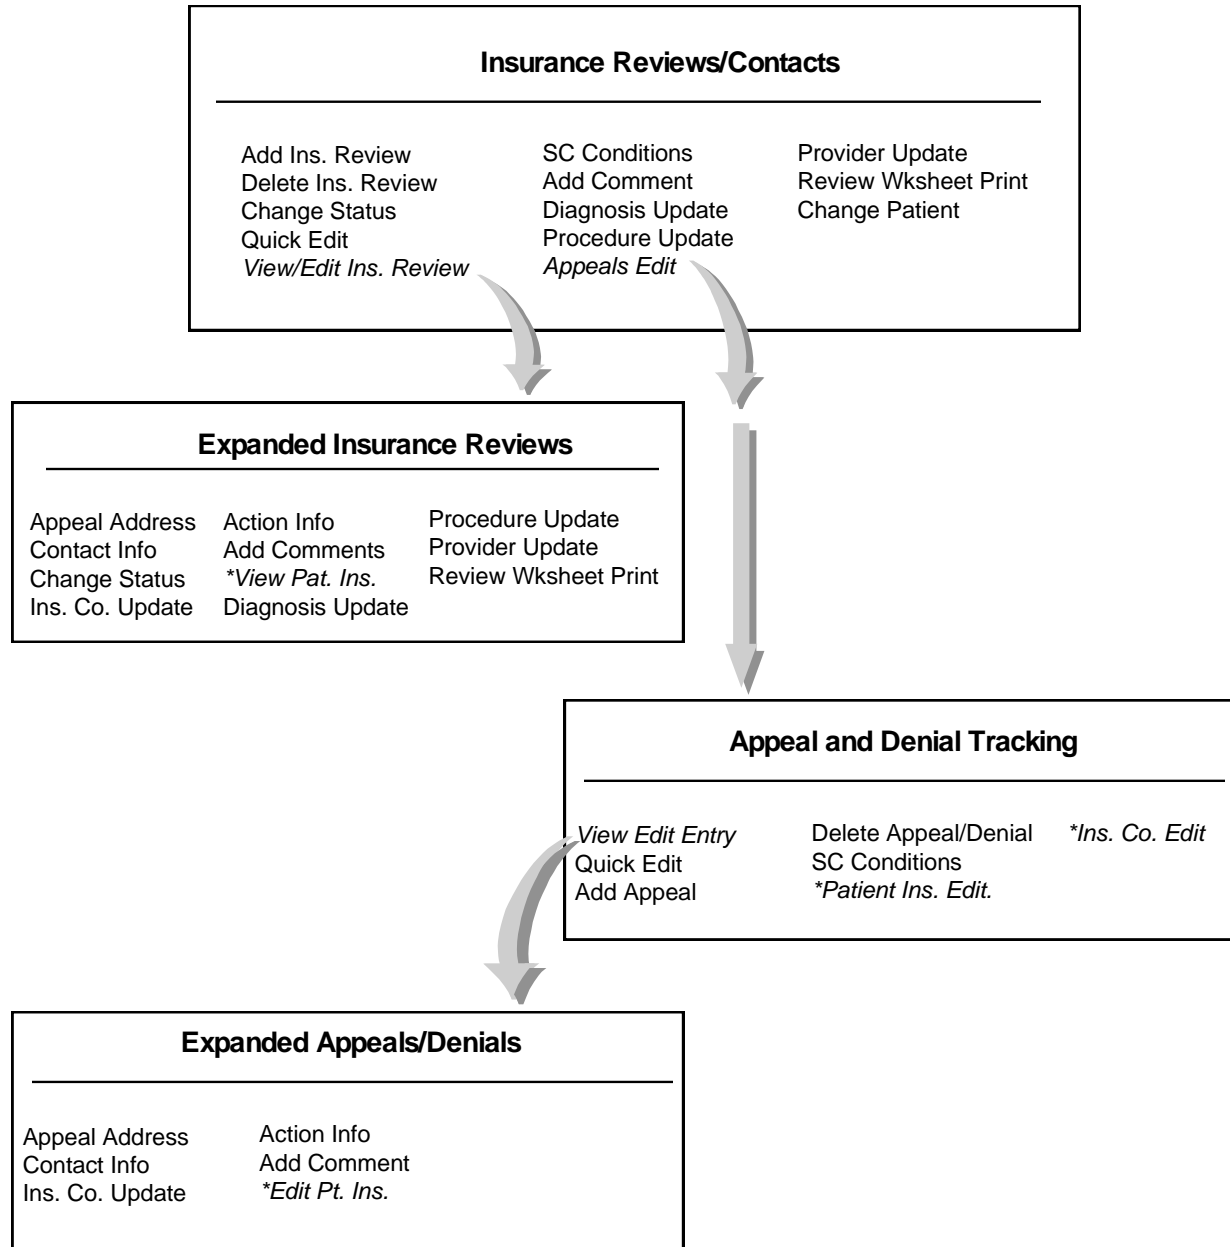 Insurance Reviews/Contacts
Add Ins. Review
Delete Ins. Review
Change Status
Quick Edit
View/Edit Ins. Review
SC Conditions
Add Comment
Diagnosis Update
Procedure Update
Appeals Edit
Provider Update
Review Wksheet Print
Change Patient
Expanded Insurance Reviews
Appeal Address
Contact Info
Change Status
Ins. Co. Update
Action Info
Add Comments
*View Pat. Ins.
Diagnosis Update
Procedure Update
Provider Update
Review Wksheet Print
Appeal and Denial Tracking
View Edit Entry
Quick Edit
Add Appeal
Delete Appeal/Denial
SC Conditions
*Patient Ins. Edit.
*Ins. Co. Edit
Expanded Appeals/Denials
Appeal Address
Contact Info
Ins. Co. Update
Action Info
Add Comment
*Edit Pt. Ins.